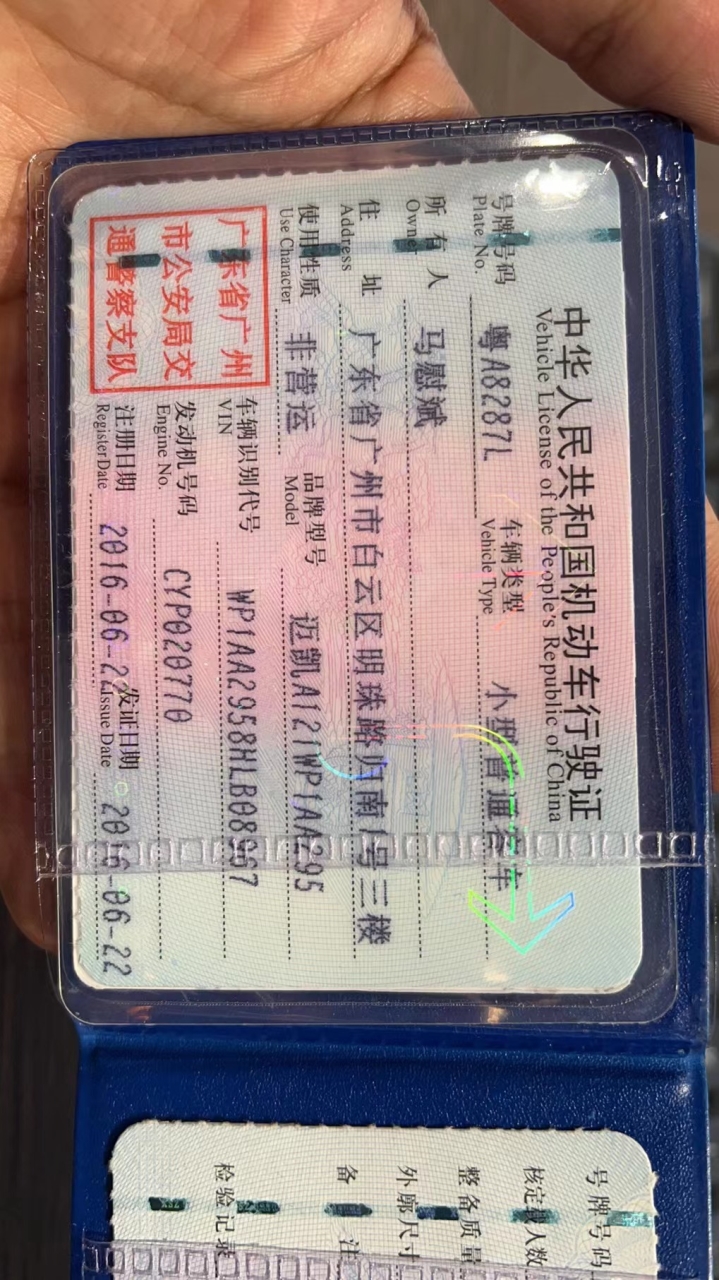 中华人民共和国机动车行驶证
Vehicle License of the People's Republic of China
号牌号码 粤A8287L 车辆类型 小型普通客车
Plate No. Vehicle Type
所有人 马慰斌
Owner
住址 广东省广州市白云区明珠路归南1号三楼
Address
使用性质 非营运 品牌型号 迈凯A121WP1AA295
Use Character Model
广东省广州
市公安局交
通警察支队
车辆识别代号
VIN
发动机号码 CYP020770
Engine No.
注册日期 2016-06-22 发证日期 2016-06-22
Register Date Issue Date
号牌号码
核定载人数
整备质量
外廓尺寸
备注
检验记录